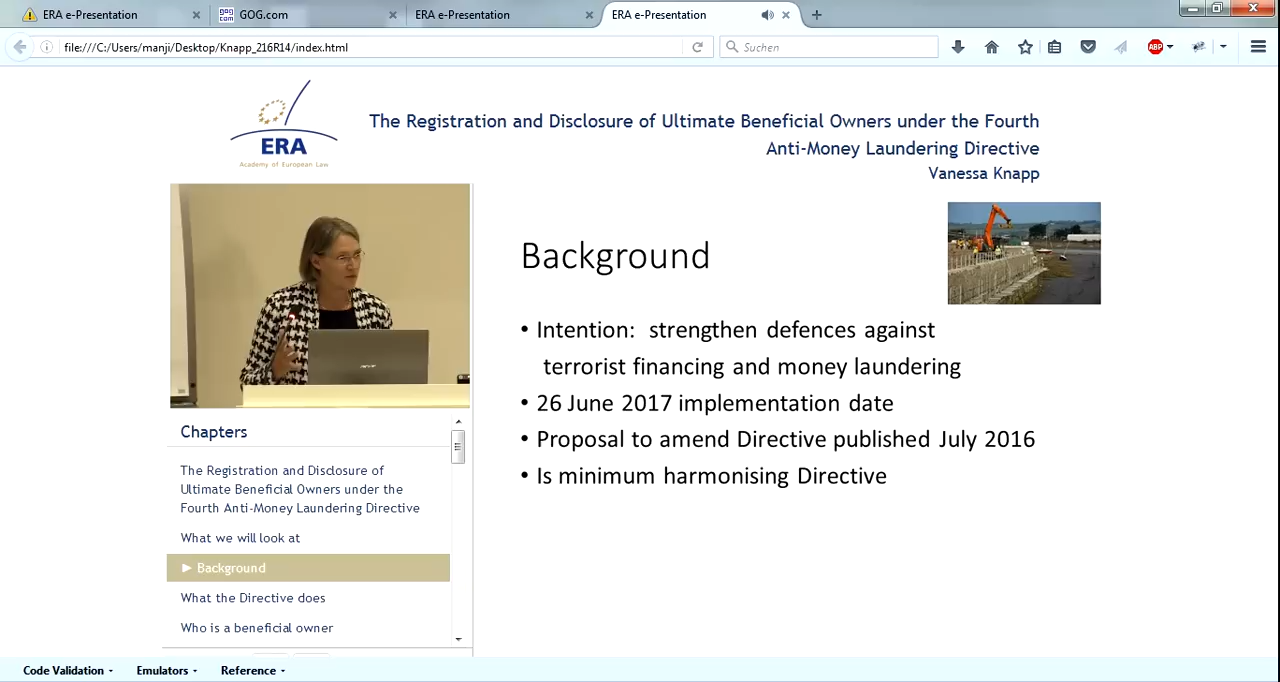 ERA e-Presentation
gog com GOG.com
ERA e-Presentation
ERA e-Presentation
file:///C:/Users/manji/Desktop/Knapp_216R14/index.html
Suchen
ABP
ERA
Academy of European Law
The Registration and Disclosure of Ultimate Beneficial Owners under the Fourth
Anti-Money Laundering Directive
Vanessa Knapp
acer
Background
• Intention: strengthen defences against
terrorist financing and money laundering
• 26 June 2017 implementation date
• Proposal to amend Directive published July 2016
• Is minimum harmonising Directive
Chapters
The Registration and Disclosure of
Ultimate Beneficial Owners under the
Fourth Anti-Money Laundering Directive
What we will look at
► Background
What the Directive does
Who is a beneficial owner
Code Validation
Emulators
Reference